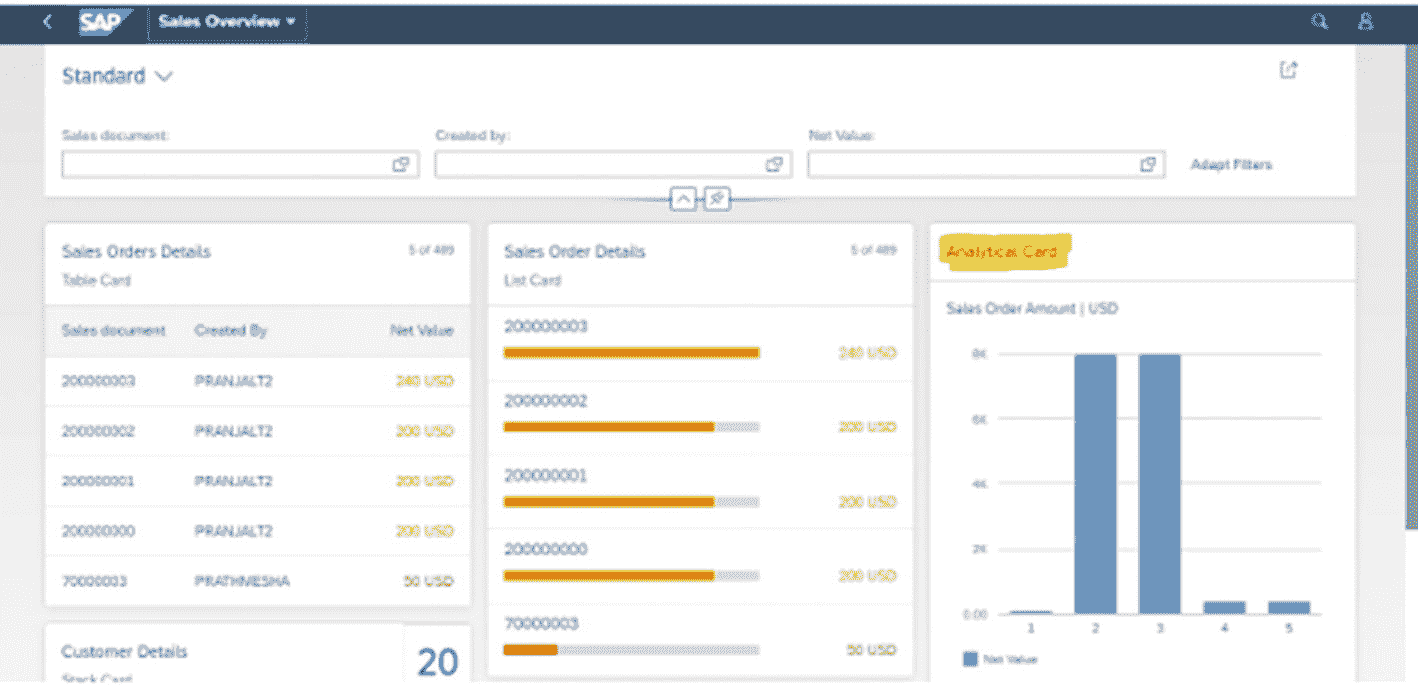 SAP Sales Overview
Standard
Sales document: Created by: Net Value:
Adapt Filters
Sales Orders Details 5 of 489
Table Card
Sales document Created By Net Value
200000003 PRANJALT2 240 USD
200000002 PRANJALT2 200 USD
200000001 PRANJALT2 200 USD
200000000 PRANJALT2 200 USD
70000033 PRATHMESHA 50 USD
Customer Details 20
Stack Card
Sales Order Details 5 of 489
List Card
200000003
240 USD
200000002
200 USD
200000001
200 USD
200000000
200 USD
70000003
50 USD
Analytical Card
Sales Order Amount | USD
8K
6K
4K
2K
0.00
1 2 3 4 5
Net Value